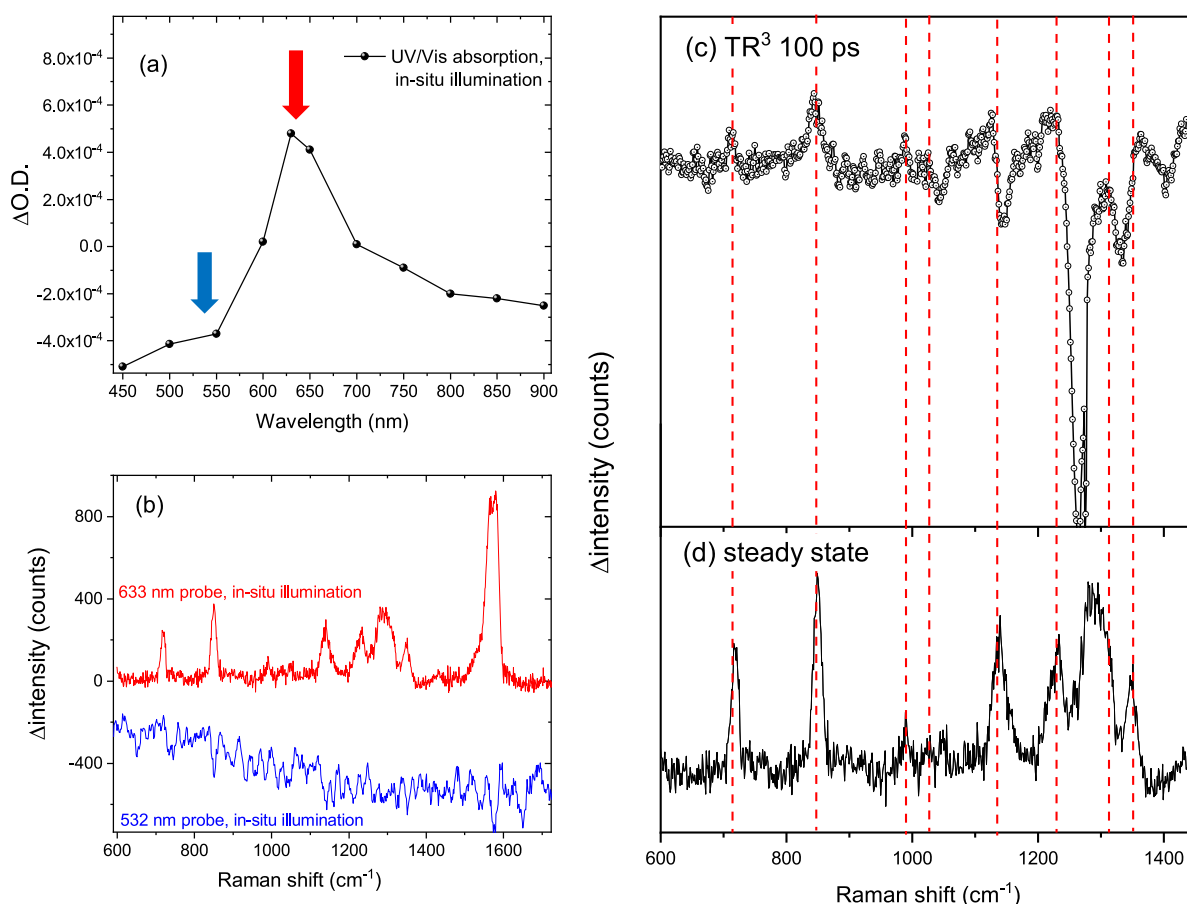 (a)
UV/Vis absorption,
in-situ illumination
8.0x10⁻⁴
6.0x10⁻⁴
4.0x10⁻⁴
2.0x10⁻⁴
0.0
-2.0x10⁻⁴
-4.0x10⁻⁴
ΔO.D.
450 500 550 600 650 700 750 800 850 900
Wavelength (nm)
(b)
800
400
0
-400
Δintensity (counts)
633 nm probe, in-situ illumination
532 nm probe, in-situ illumination
600 800 1000 1200 1400 1600
Raman shift (cm⁻¹)
(c) TR³ 100 ps
Δintensity (counts)
(d) steady state
600 800 1000 1200 1400
Raman shift (cm⁻¹)